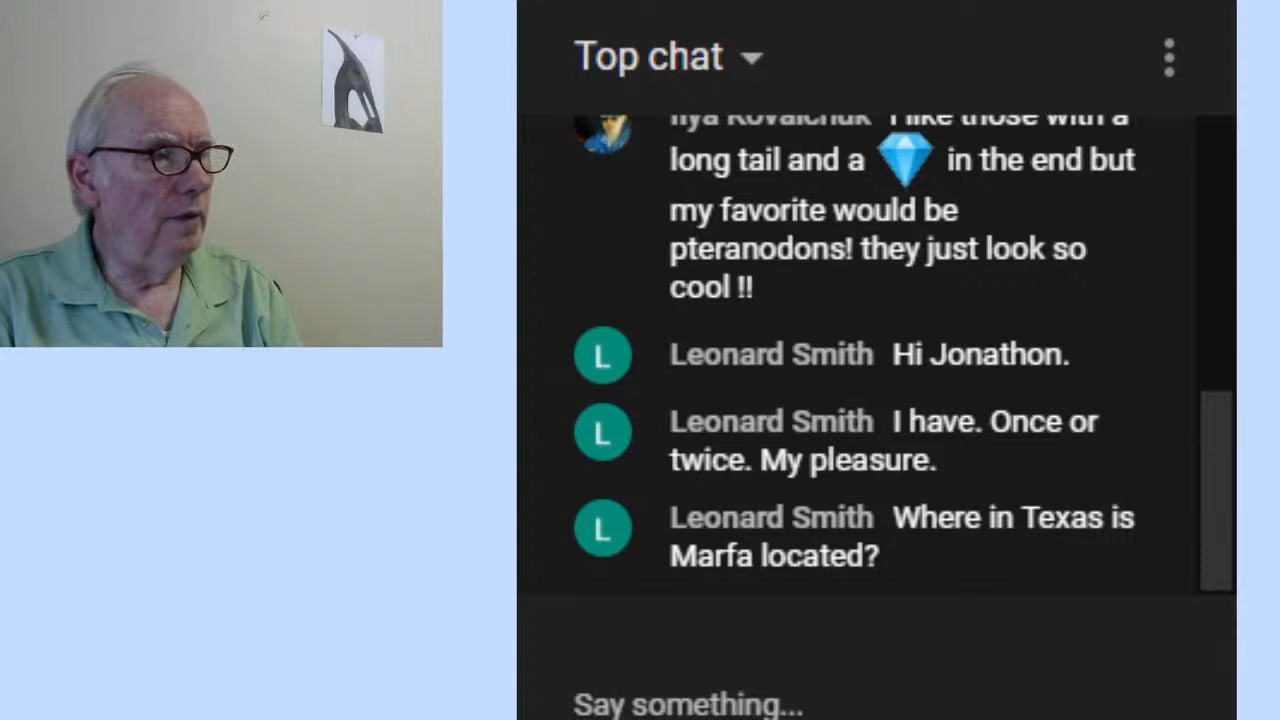 Top chat
Ilya Kovalchuk I like those with a
long tail and a 💎 in the end but
my favorite would be
pteranodons! they just look so
cool !!
L Leonard Smith Hi Jonathon.
L Leonard Smith I have. Once or
twice. My pleasure.
L Leonard Smith Where in Texas is
Marfa located?
Say something...